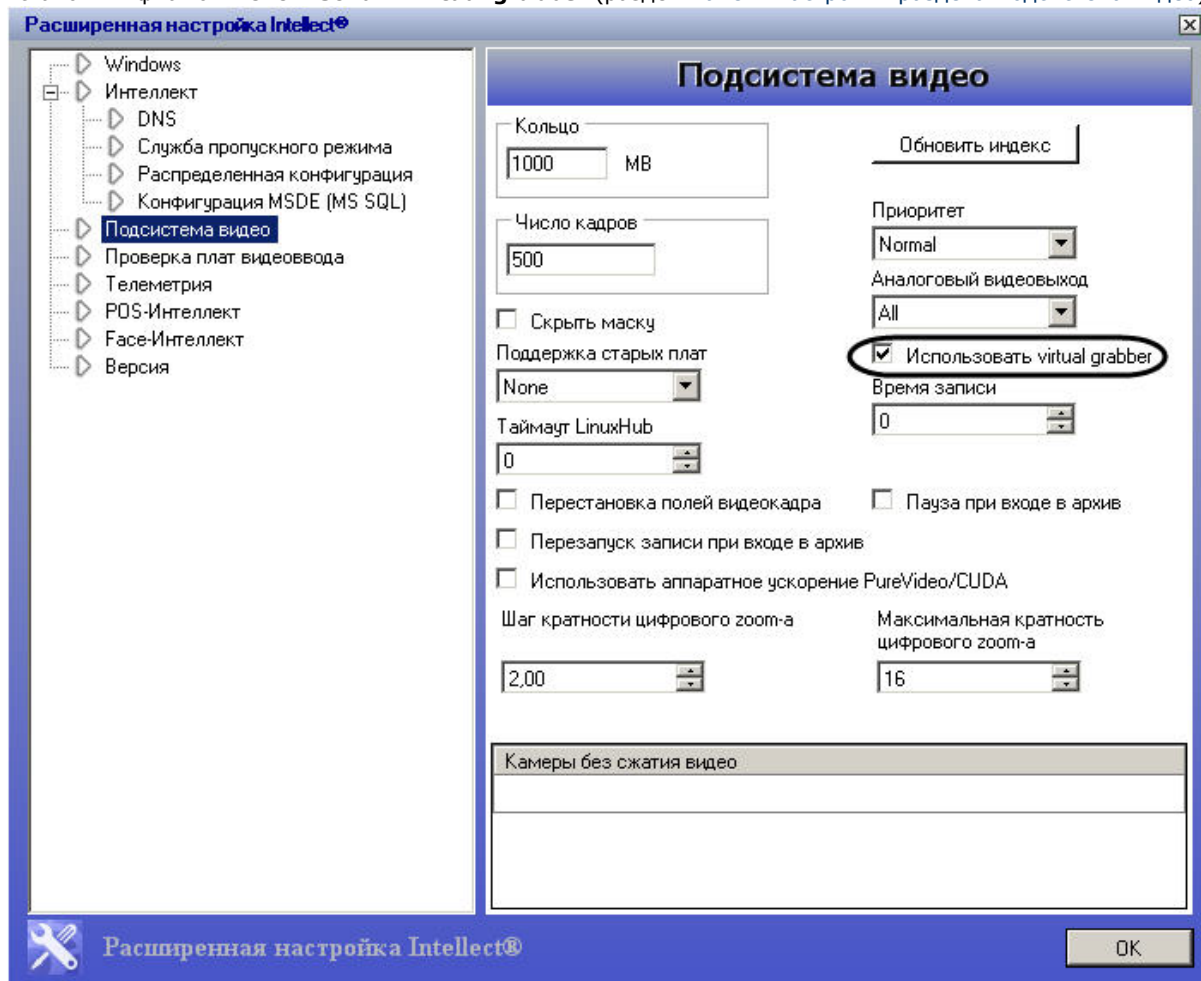 Расширенная настройка Intellect®
Windows
Интеллект
DNS
Служба пропускного режима
Распределенная конфигурация
Конфигурация MSDE (MS SQL)
Подсистема видео
Проверка плат видеоввода
Телеметрия
POS-Интеллект
Face-Интеллект
Версия
Подсистема видео
Кольцо
1000 MB
Обновить индекс
Число кадров
500
Приоритет
Normal
Аналоговый видеовыход
All
Скрыть маску
Использовать virtual grabber
Поддержка старых плат
None
Время записи
0
Таймаут LinuxHub
0
Перестановка полей видеокадра
Пауза при входе в архив
Перезапуск записи при входе в архив
Использовать аппаратное ускорение PureVideo/CUDA
Шаг кратности цифрового zoom-а
2,00
Максимальная кратность
цифрового zoom-а
16
Камеры без сжатия видео
Расширенная настройка Intellect®
OK